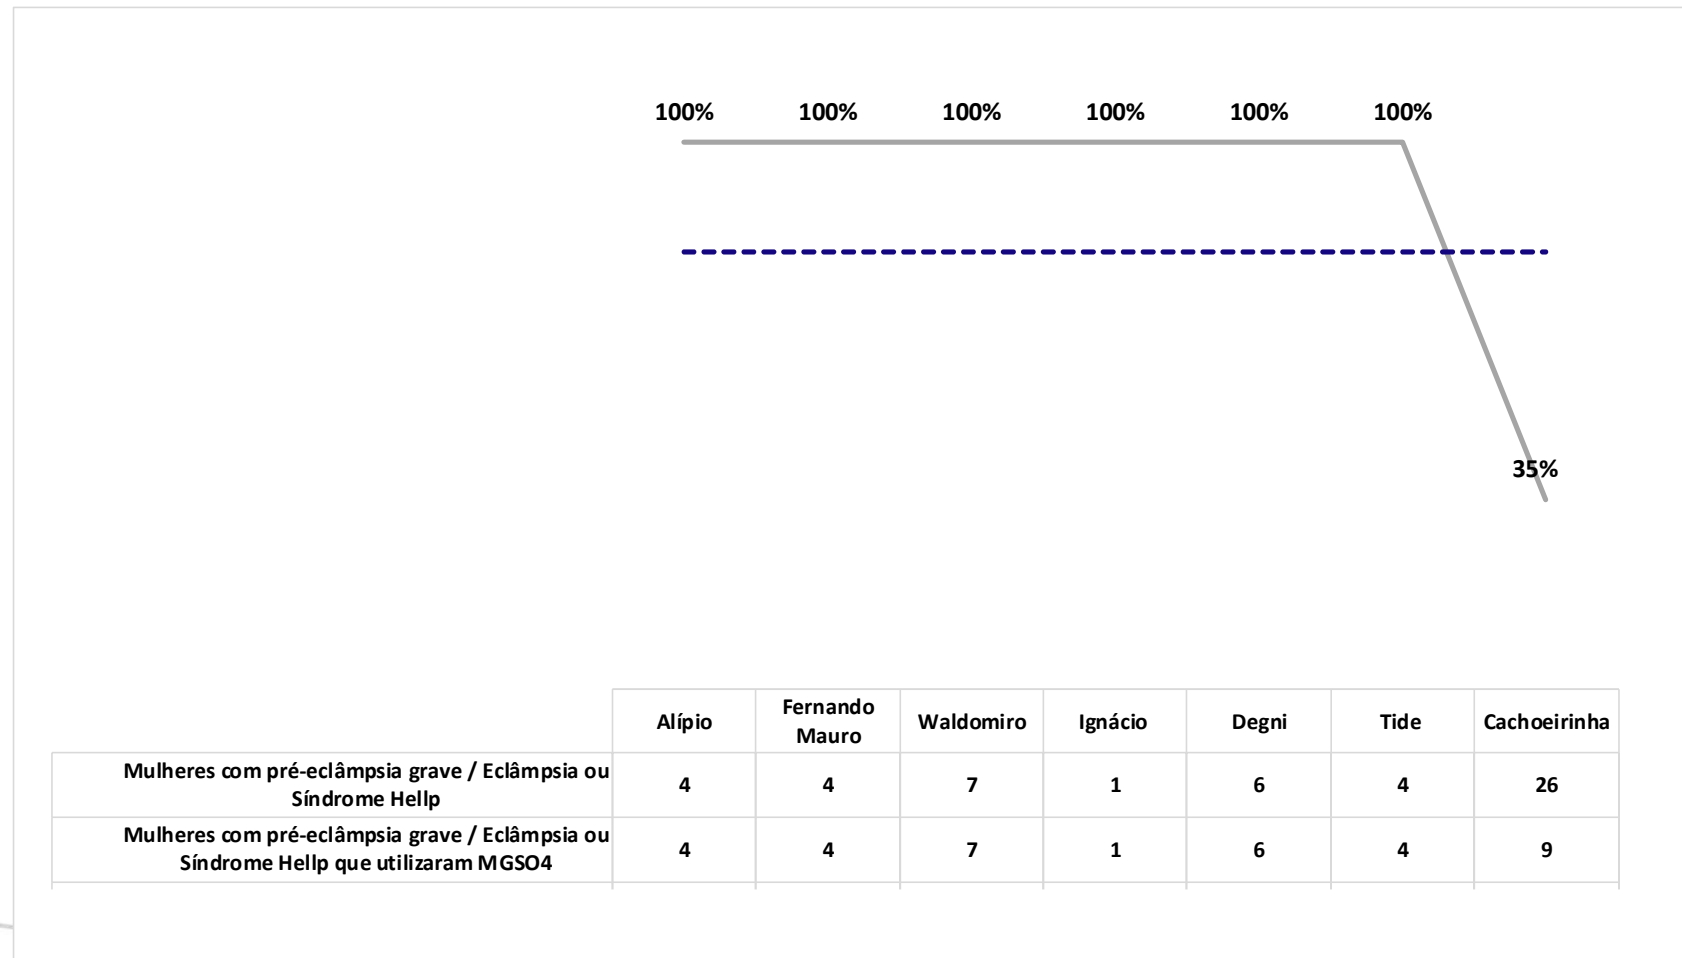 100% 100% 100% 100% 100% 100%
35%
Alípio Fernando Mauro Waldomiro Ignácio Degni Tide Cachoeirinha
Mulheres com pré-eclâmpsia grave / Eclâmpsia ou
Síndrome Hellp
4 4 7 1 6 4 26
Mulheres com pré-eclâmpsia grave / Eclâmpsia ou
Síndrome Hellp que utilizaram MGSO4
4 4 7 1 6 4 9